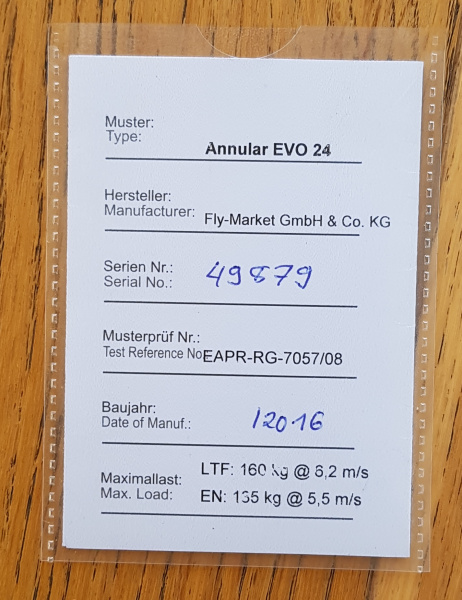 Muster:
Type: Annular EVO 24
Hersteller:
Manufacturer: Fly-Market GmbH & Co. KG
Serien Nr.:
Serial No.: 49879
Musterprüf Nr.:
Test Reference No EAPR-RG-7057/08
Baujahr:
Date of Manuf.: 12016
Maximallast: LTF: 160 kg @ 6,2 m/s
Max. Load: EN: kg @ 5,5 m/s